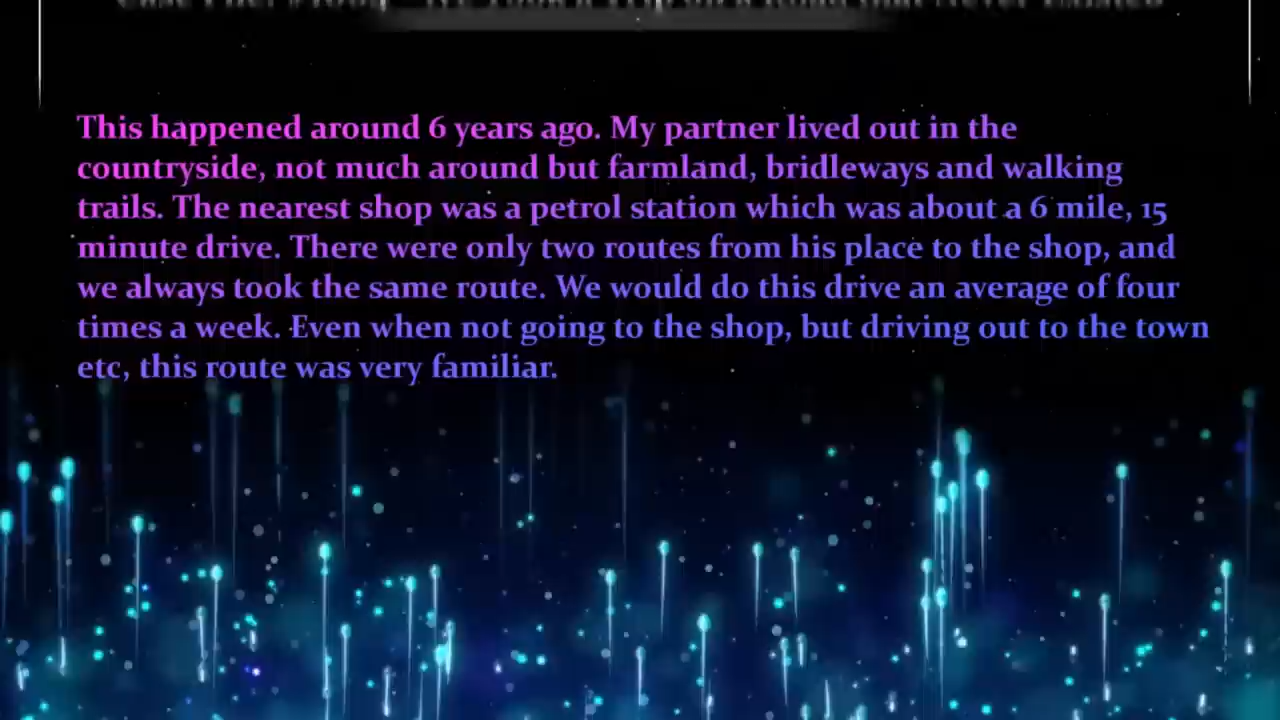 This happened around 6 years ago. My partner lived out in the
countryside, not much around but farmland, bridleways and walking
trails. The nearest shop was a petrol station which was about a 6 mile, 15
minute drive. There were only two routes from his place to the shop, and
we always took the same route. We would do this drive an average of four
times a week. Even when not going to the shop, but driving out to the town
etc, this route was very familiar.